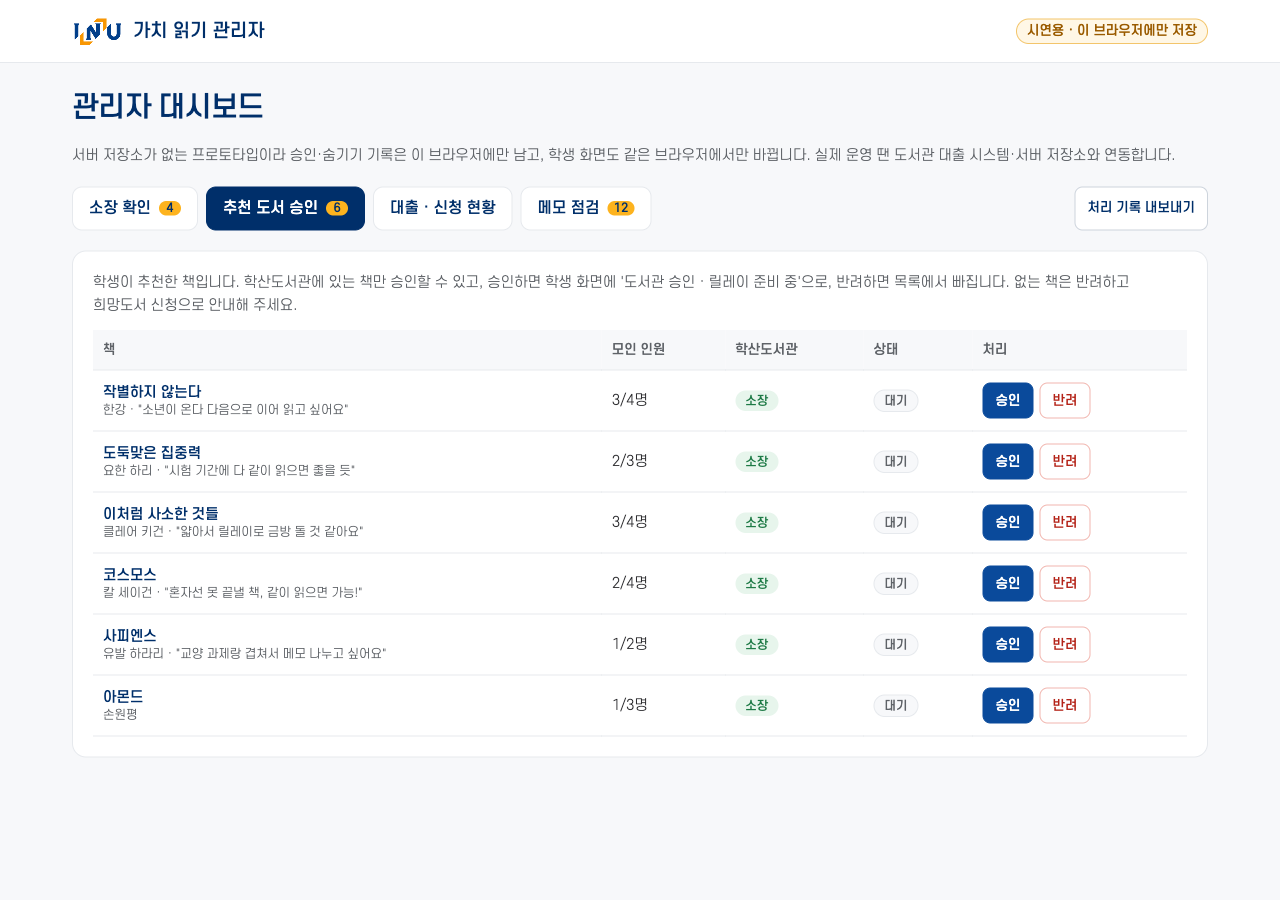 INU 가치 읽기 관리자
시연용 · 이 브라우저에만 저장
관리자 대시보드
서버 저장소가 없는 프로토타입이라 승인·숨기기 기록은 이 브라우저에만 남고, 학생 화면도 같은 브라우저에서만 바뀝니다. 실제 운영 땐 도서관 대출 시스템·서버 저장소와 연동합니다.
소장 확인 4
추천 도서 승인 6
대출 · 신청 현황
메모 점검 12
처리 기록 내보내기
학생이 추천한 책입니다. 학산도서관에 있는 책만 승인할 수 있고, 승인하면 학생 화면에 '도서관 승인 · 릴레이 준비 중'으로, 반려하면 목록에서 빠집니다. 없는 책은 반려하고
희망도서 신청으로 안내해 주세요.
책 모인 인원 학산도서관 상태 처리
작별하지 않는다
한강 · "소년이 온다 다음으로 이어 읽고 싶어요"
3/4명 소장 대기 승인 반려
도둑맞은 집중력
요한 하리 · "시험 기간에 다 같이 읽으면 좋을 듯"
2/3명 소장 대기 승인 반려
이처럼 사소한 것들
클레어 키건 · "얇아서 릴레이로 금방 돌 것 같아요"
3/4명 소장 대기 승인 반려
코스모스
칼 세이건 · "혼자선 못 끝낼 책, 같이 읽으면 가능!"
2/4명 소장 대기 승인 반려
사피엔스
유발 하라리 · "교양 과제랑 겹쳐서 메모 나누고 싶어요"
1/2명 소장 대기 승인 반려
아몬드
손원평
1/3명 소장 대기 승인 반려